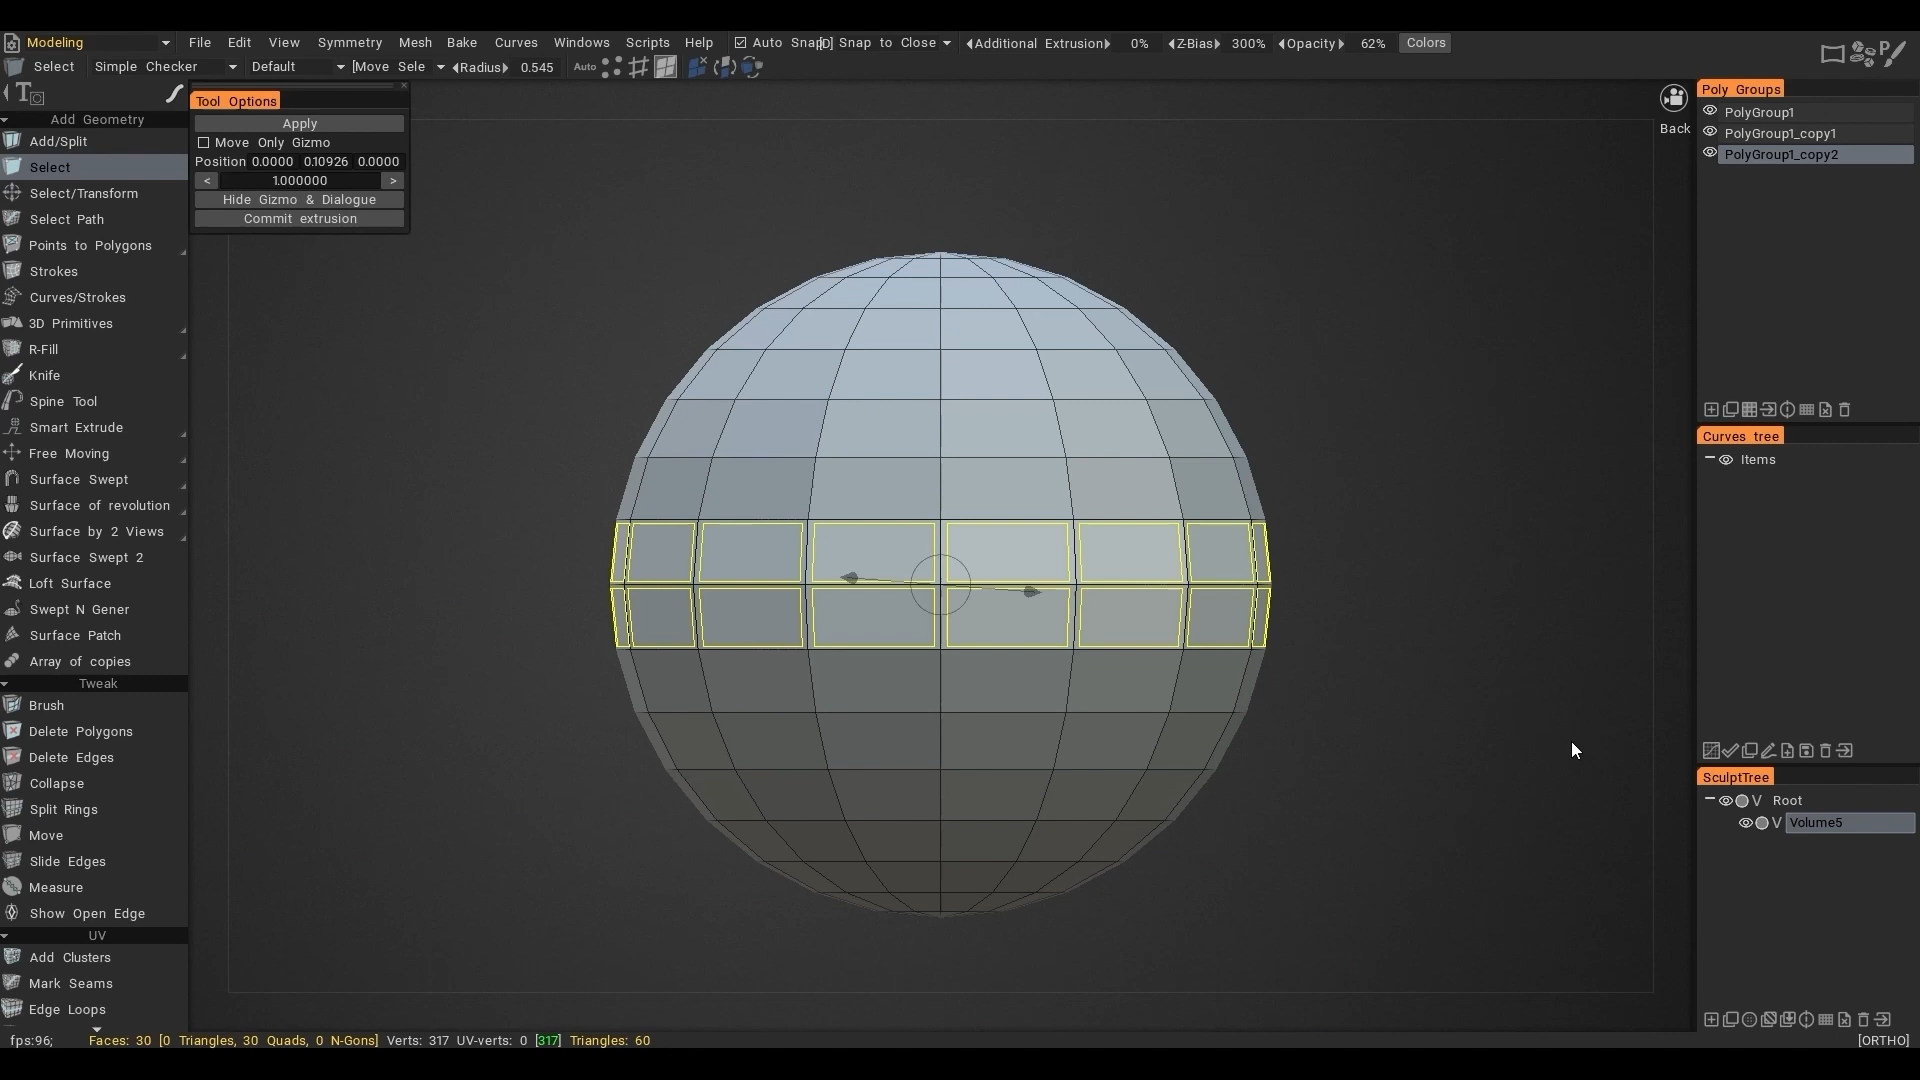 Modeling File Edit View Symmetry Mesh Bake Curves Windows Scripts Help Auto Snap Snap to Close Additional Extrusion 0% Z-Bias 300% Opacity 62% Colors
Select Simple Checker Default [Move Sele Radius 0.545 Auto
Tool Options
Apply
Move Only Gizmo
Position 0.0000 0.10926 0.0000
< 1.000000 >
Hide Gizmo & Dialogue
Commit extrusion
Add Geometry
Add/Split
Select
Select/Transform
Select Path
Points to Polygons
Strokes
Curves/Strokes
3D Primitives
R-Fill
Knife
Spine Tool
Smart Extrude
Free Moving
Surface Swept
Surface of revolution
Surface by 2 Views
Surface Swept 2
Loft Surface
Swept N Gener
Surface Patch
Array of copies
Tweak
Brush
Delete Polygons
Delete Edges
Collapse
Split Rings
Move
Slide Edges
Measure
Show Open Edge
UV
Add Clusters
Mark Seams
Edge Loops
Back
Poly Groups
PolyGroup1
PolyGroup1_copy1
PolyGroup1_copy2
Curves tree
Items
SculptTree
V Root
V Volume5
fps:96; Faces: 30 [0 Triangles, 30 Quads, 0 N-Gons] Verts: 317 UV-verts: 0 [317] Triangles: 60 [ORTHO]